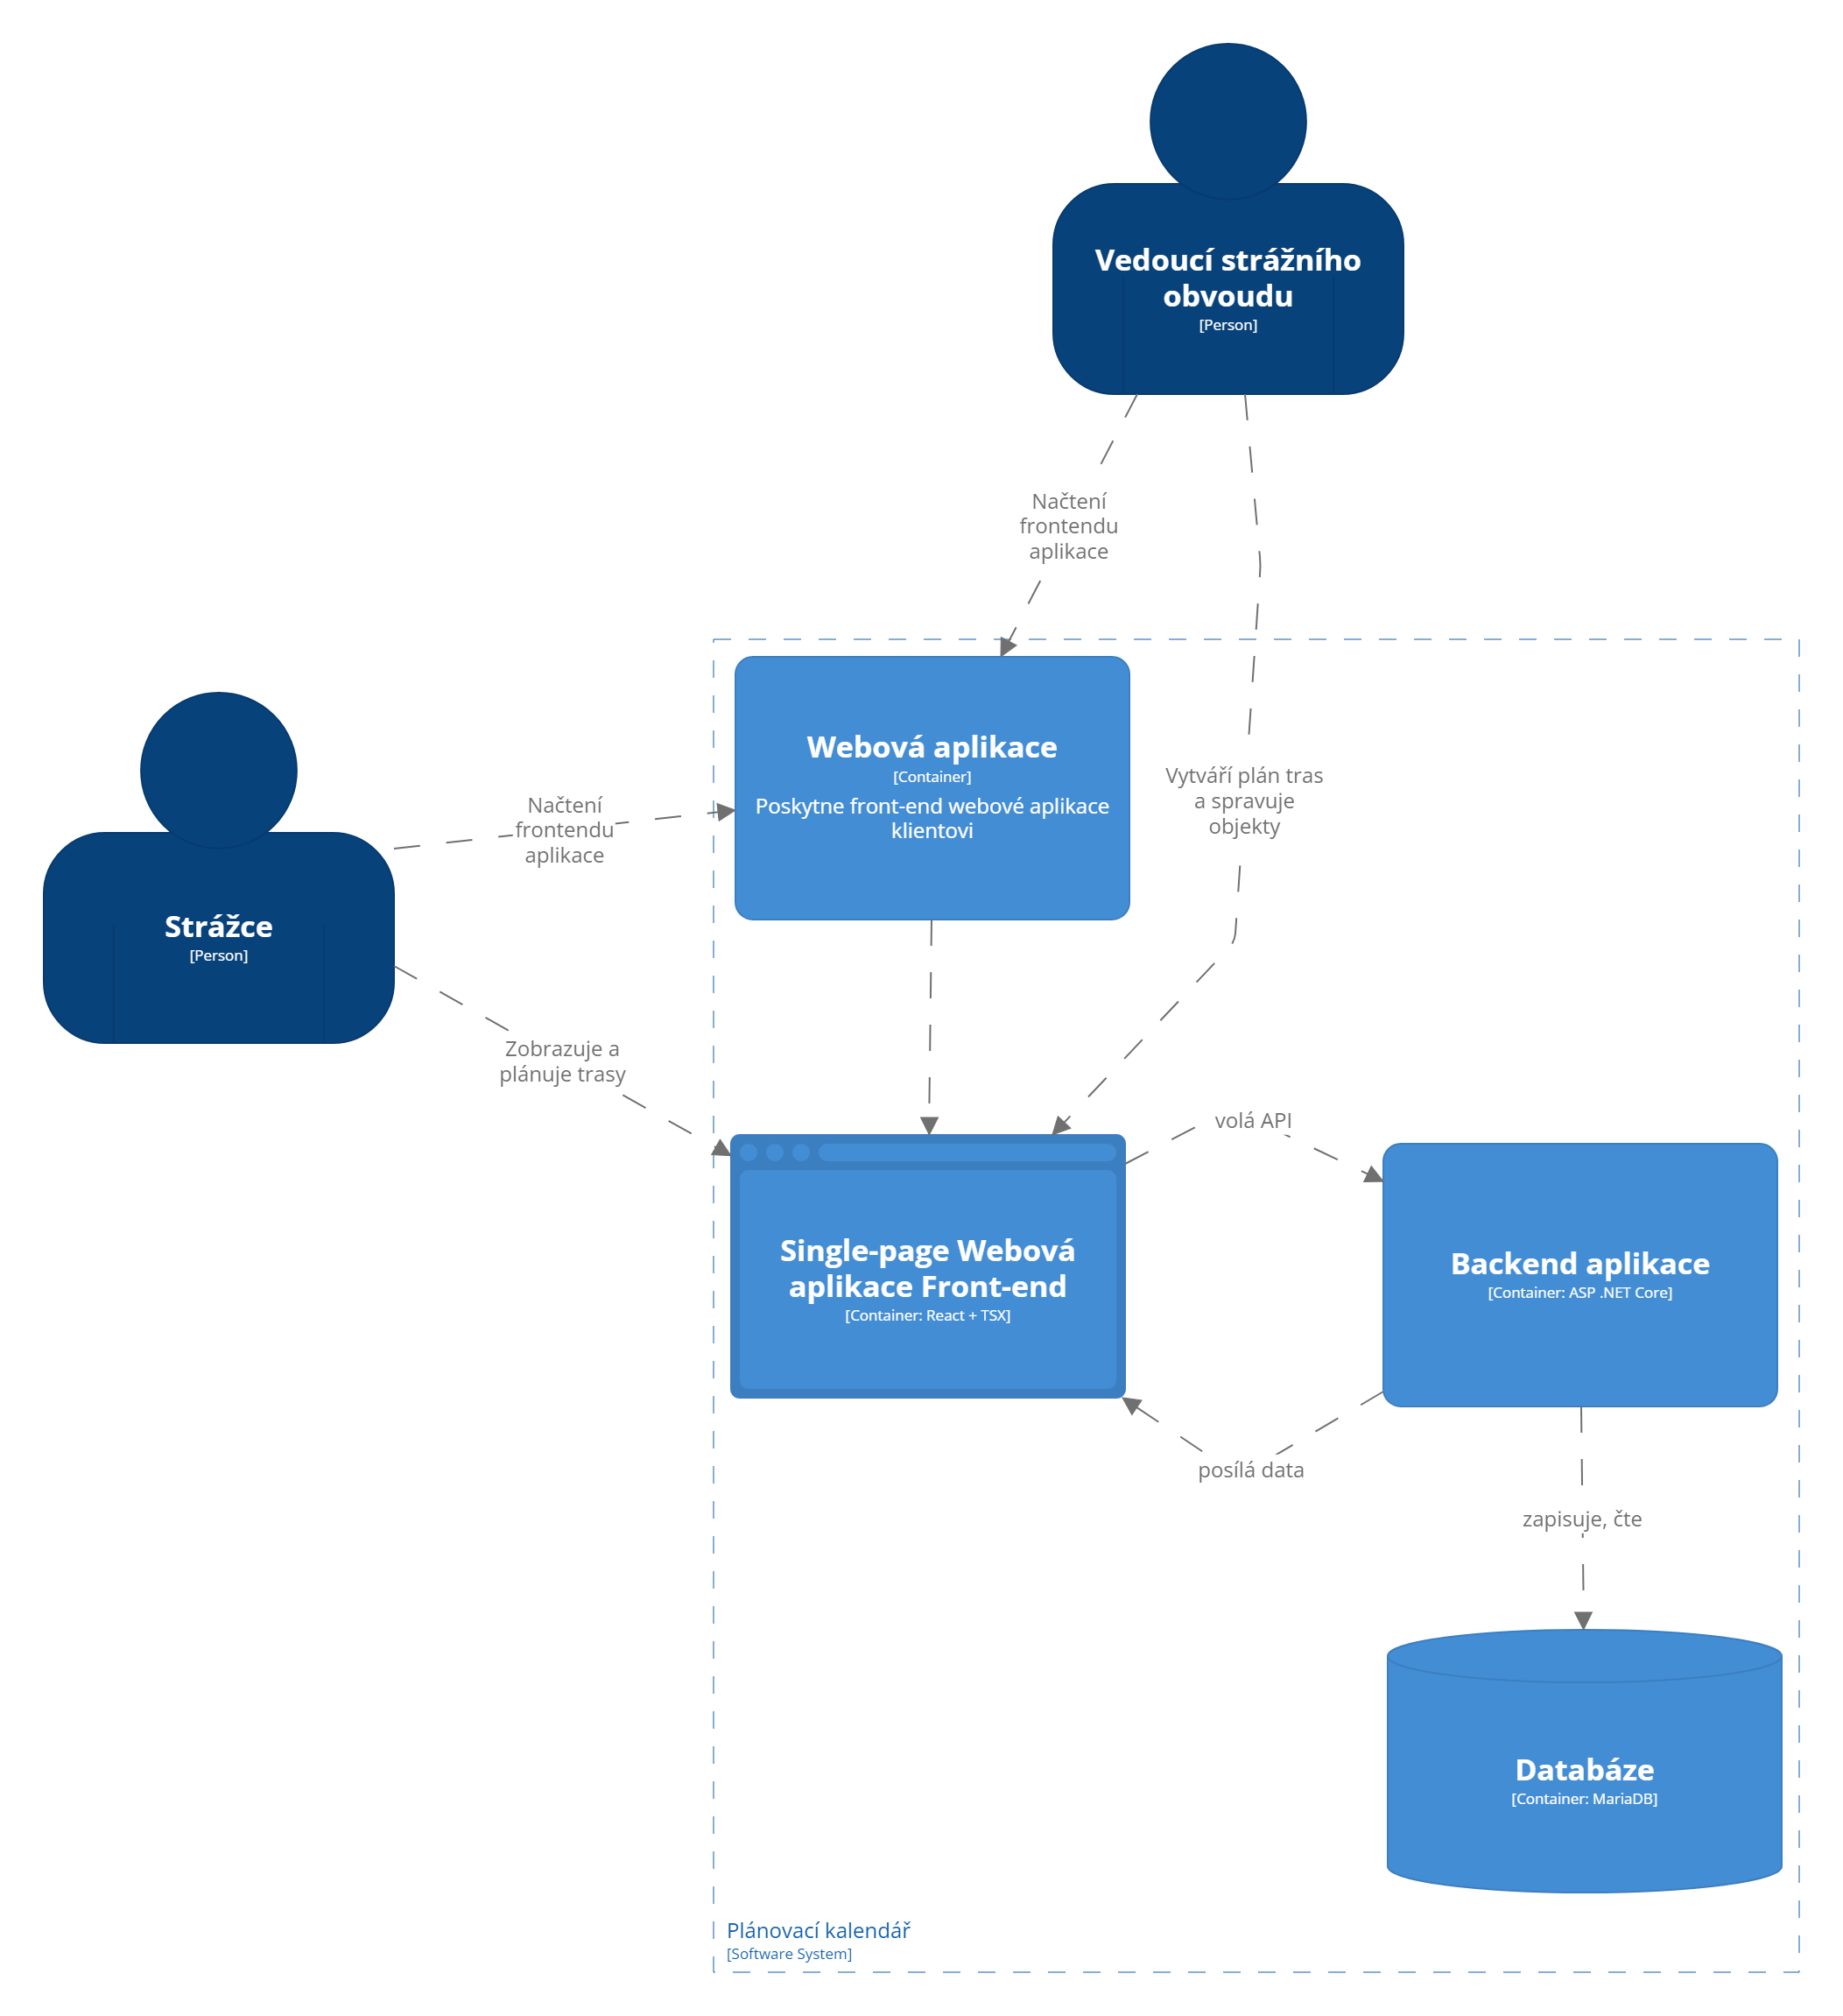 Vedoucí strážního
obvoudu
[Person]
Načtení
frontendu
aplikace
Webová aplikace
[Container]
Poskytne front-end webové aplikace
klientovi
Vytváří plán tras
a spravuje
objekty
Načtení
frontendu
aplikace
Strážce
[Person]
Zobrazuje a
plánuje trasy
volá API
Single-page Webová
aplikace Front-end
[Container: React + TSX]
Backend aplikace
[Container: ASP .NET Core]
posílá data
zapisuje, čte
Databáze
[Container: MariaDB]
Plánovací kalendář
[Software System]